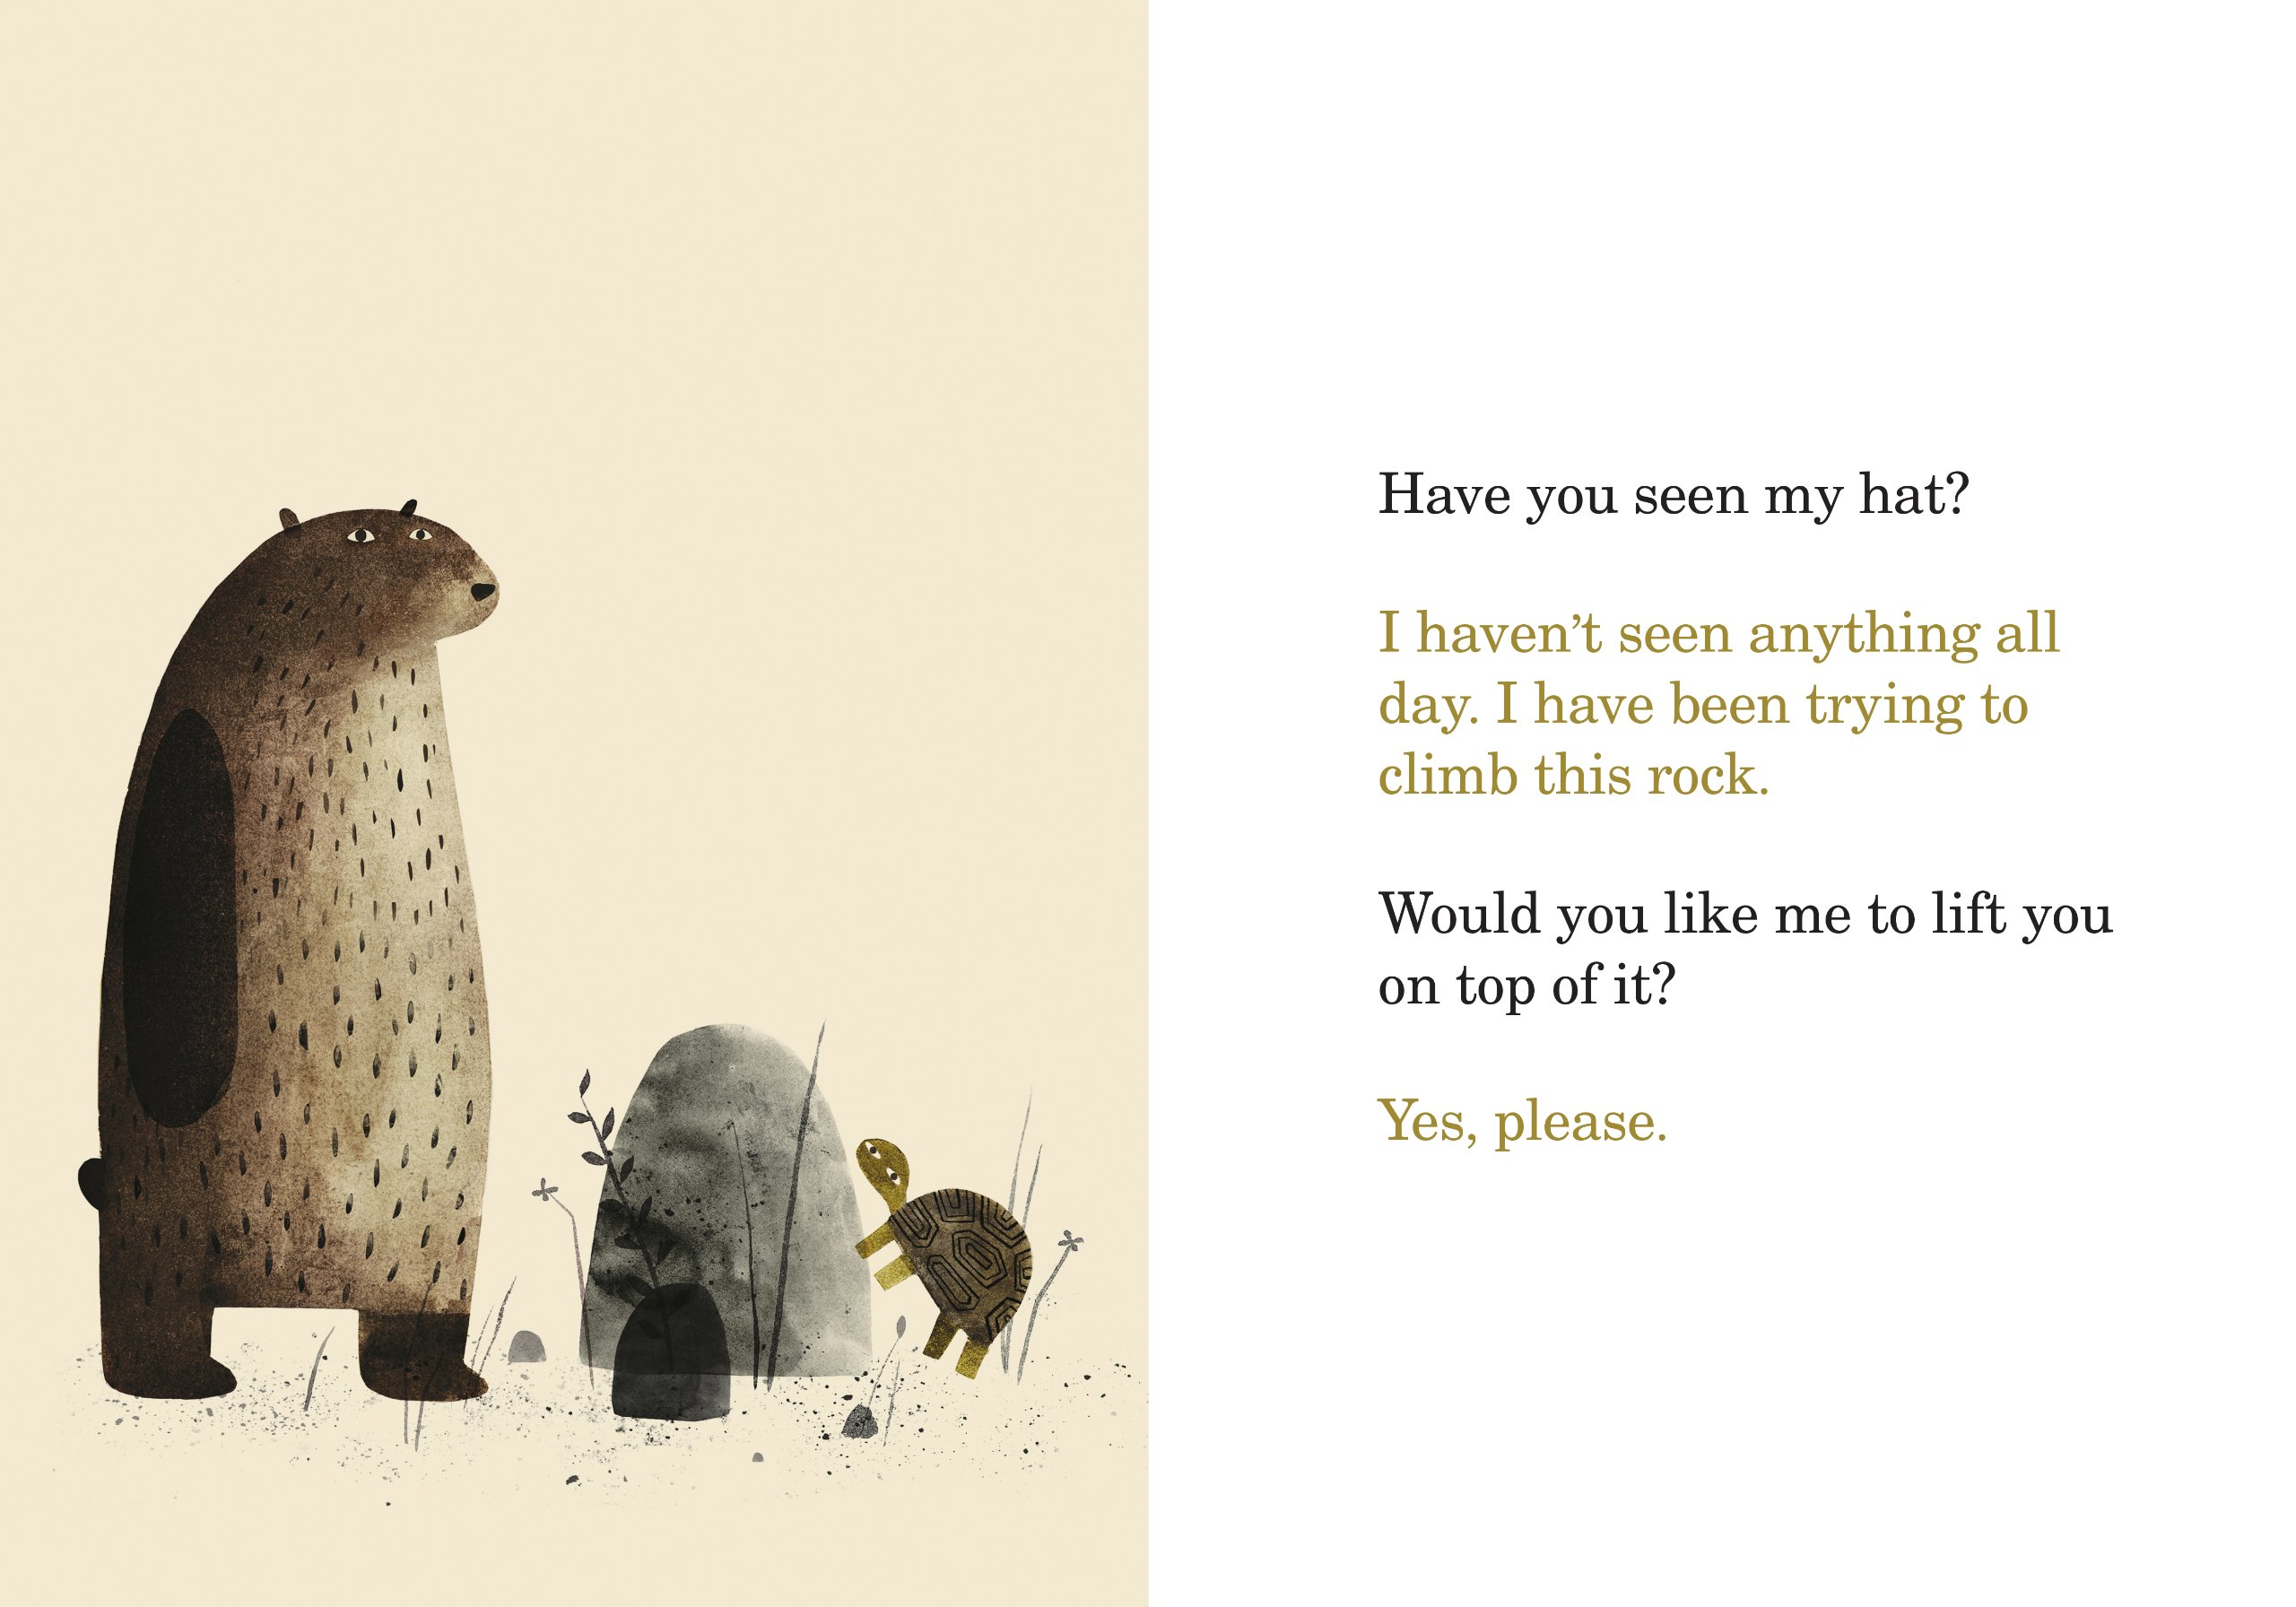 Have you seen my hat?
I haven’t seen anything all
day. I have been trying to
climb this rock.
Would you like me to lift you
on top of it?
Yes, please.